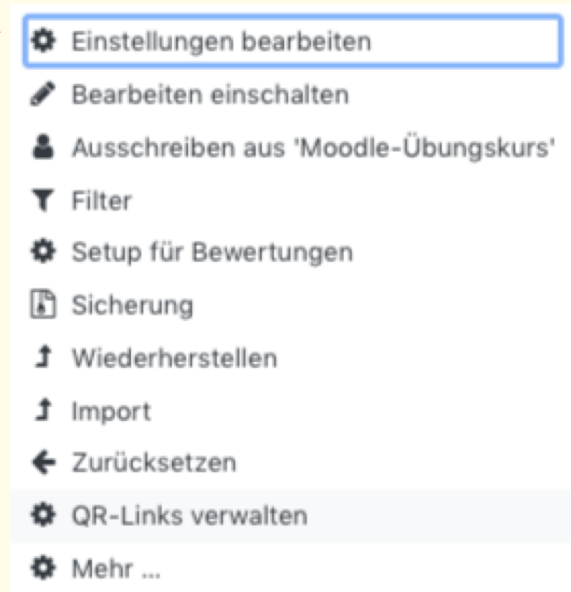 Einstellungen bearbeiten
Bearbeiten einschalten
Ausschreiben aus 'Moodle-Übungskurs'
Filter
Setup für Bewertungen
Sicherung
Wiederherstellen
Import
Zurücksetzen
QR-Links verwalten
Mehr ...